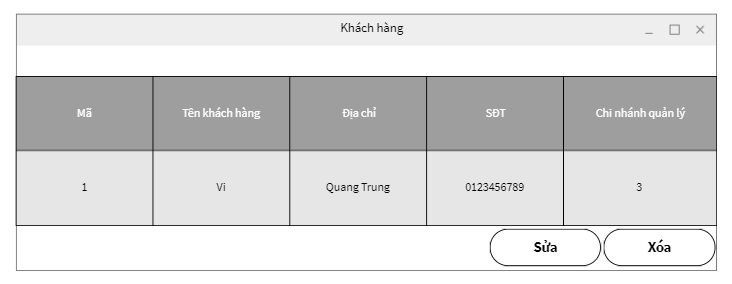 Khách hàng
Mã Tên khách hàng Địa chỉ SĐT Chi nhánh quản lý
1 Vi Quang Trung 0123456789 3
Sửa Xóa